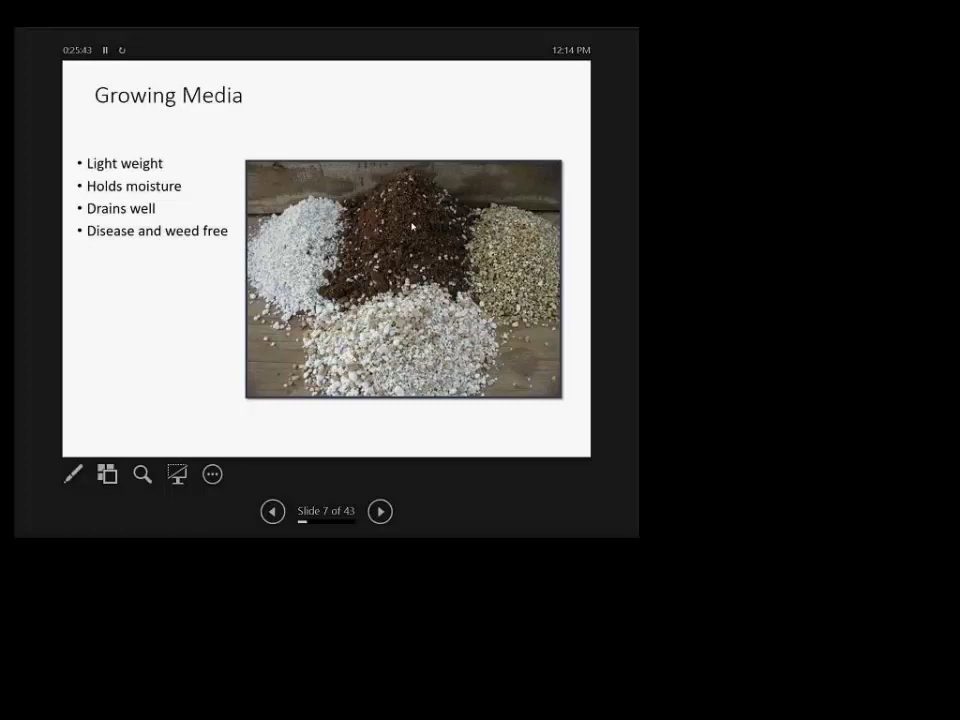 0:25:43
12:14 PM
Growing Media
• Light weight
• Holds moisture
• Drains well
• Disease and weed free
Slide 7 of 43